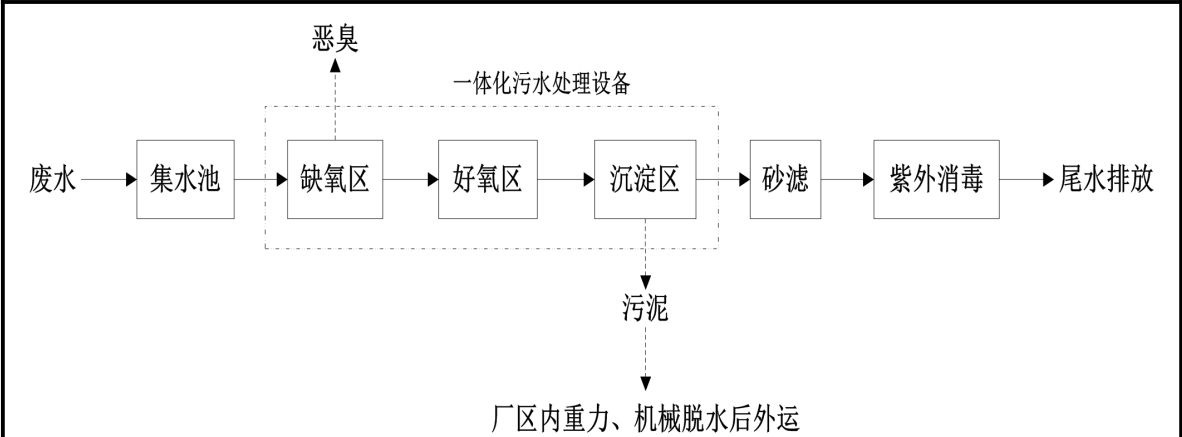 恶臭
一体化污水处理设备
废水
集水池
缺氧区
好氧区
沉淀区
砂滤
紫外消毒
尾水排放
污泥
厂区内重力、机械脱水后外运